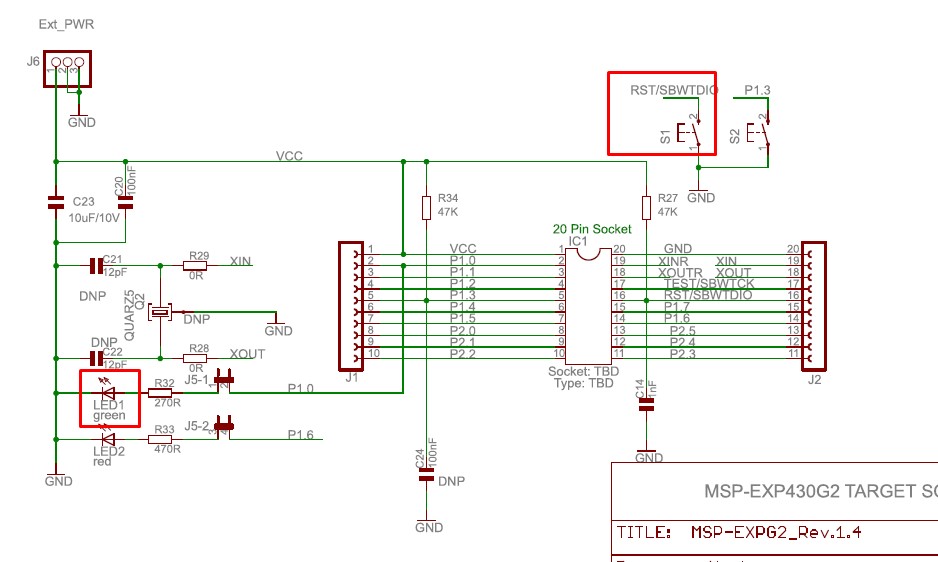 Ext_PWR
J6
1 2 3
GND
RST/SBWTDIO
P1.3
S1
2
1
S2
2
1
GND
VCC
C23
10uF/10V
C20
100nF
R34
47K
R27
47K
20 Pin Socket
IC1
C21
12pF
R29
0R
XIN
DNP
QUARZ5
Q2
DNP
GND
DNP
C22
12pF
R28
0R
XOUT
1 VCC 1 20 GND 20
2 P1.0 2 19 XINR XIN 19
3 P1.1 3 18 XOUTR XOUT 18
4 P1.2 4 17 TEST/SBWTCK 17
5 P1.3 5 16 RST/SBWTDIO 16
6 P1.4 6 15 P1.7 15
7 P1.5 7 14 P1.6 14
8 P2.0 8 13 P2.5 13
9 P2.1 9 12 P2.4 12
10 P2.2 10 11 P2.3 11
J1
Socket: TBD
Type: TBD
J2
LED1
green
R32
270R
J5-1
1 2
P1.0
LED2
red
R33
470R
J5-2
3 4
P1.6
GND
C24
100nF
DNP
GND
C14
1nF
GND
MSP-EXP430G2 TARGET SO
TITLE: MSP-EXPG2_Rev.1.4